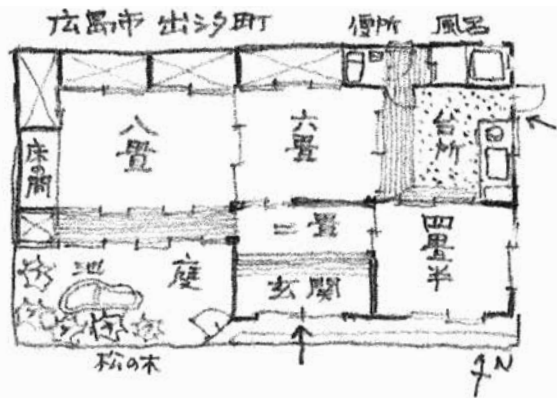 広島市 出汐町
便所
風呂
八畳
六畳
台所
床の間
二畳
四畳半
池
庭
玄関
松の木
N